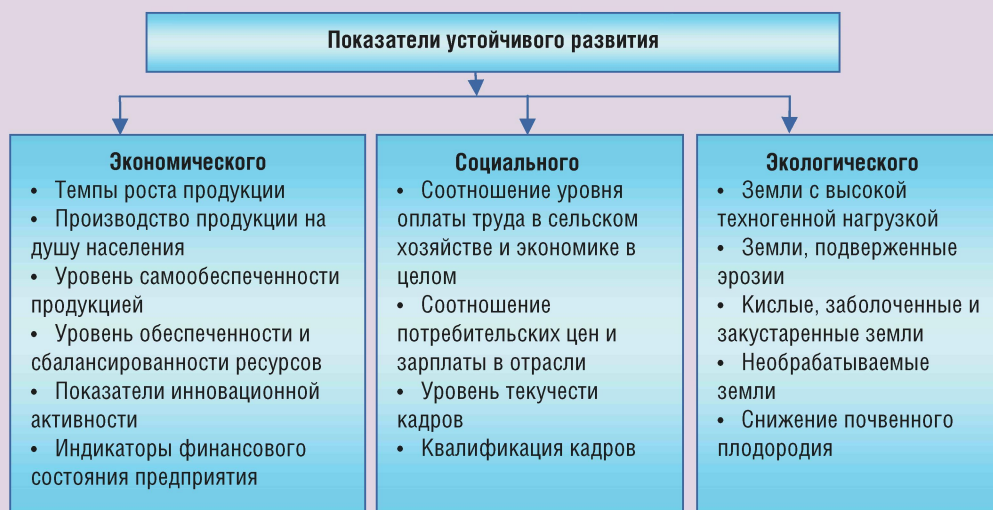 Показатели устойчивого развития
Экономического
• Темпы роста продукции
• Производство продукции на
душу населения
• Уровень самообеспеченности
продукцией
• Уровень обеспеченности и
сбалансированности ресурсов
• Показатели инновационной
активности
• Индикаторы финансового
состояния предприятия
Социального
• Соотношение уровня
оплаты труда в сельском
хозяйстве и экономике в
целом
• Соотношение
потребительских цен и
зарплаты в отрасли
• Уровень текучести
кадров
• Квалификация кадров
Экологического
• Земли с высокой
техногенной нагрузкой
• Земли, подверженные
эрозии
• Кислые, заболоченные и
закустаренные земли
• Необрабатываемые
земли
• Снижение почвенного
плодородия